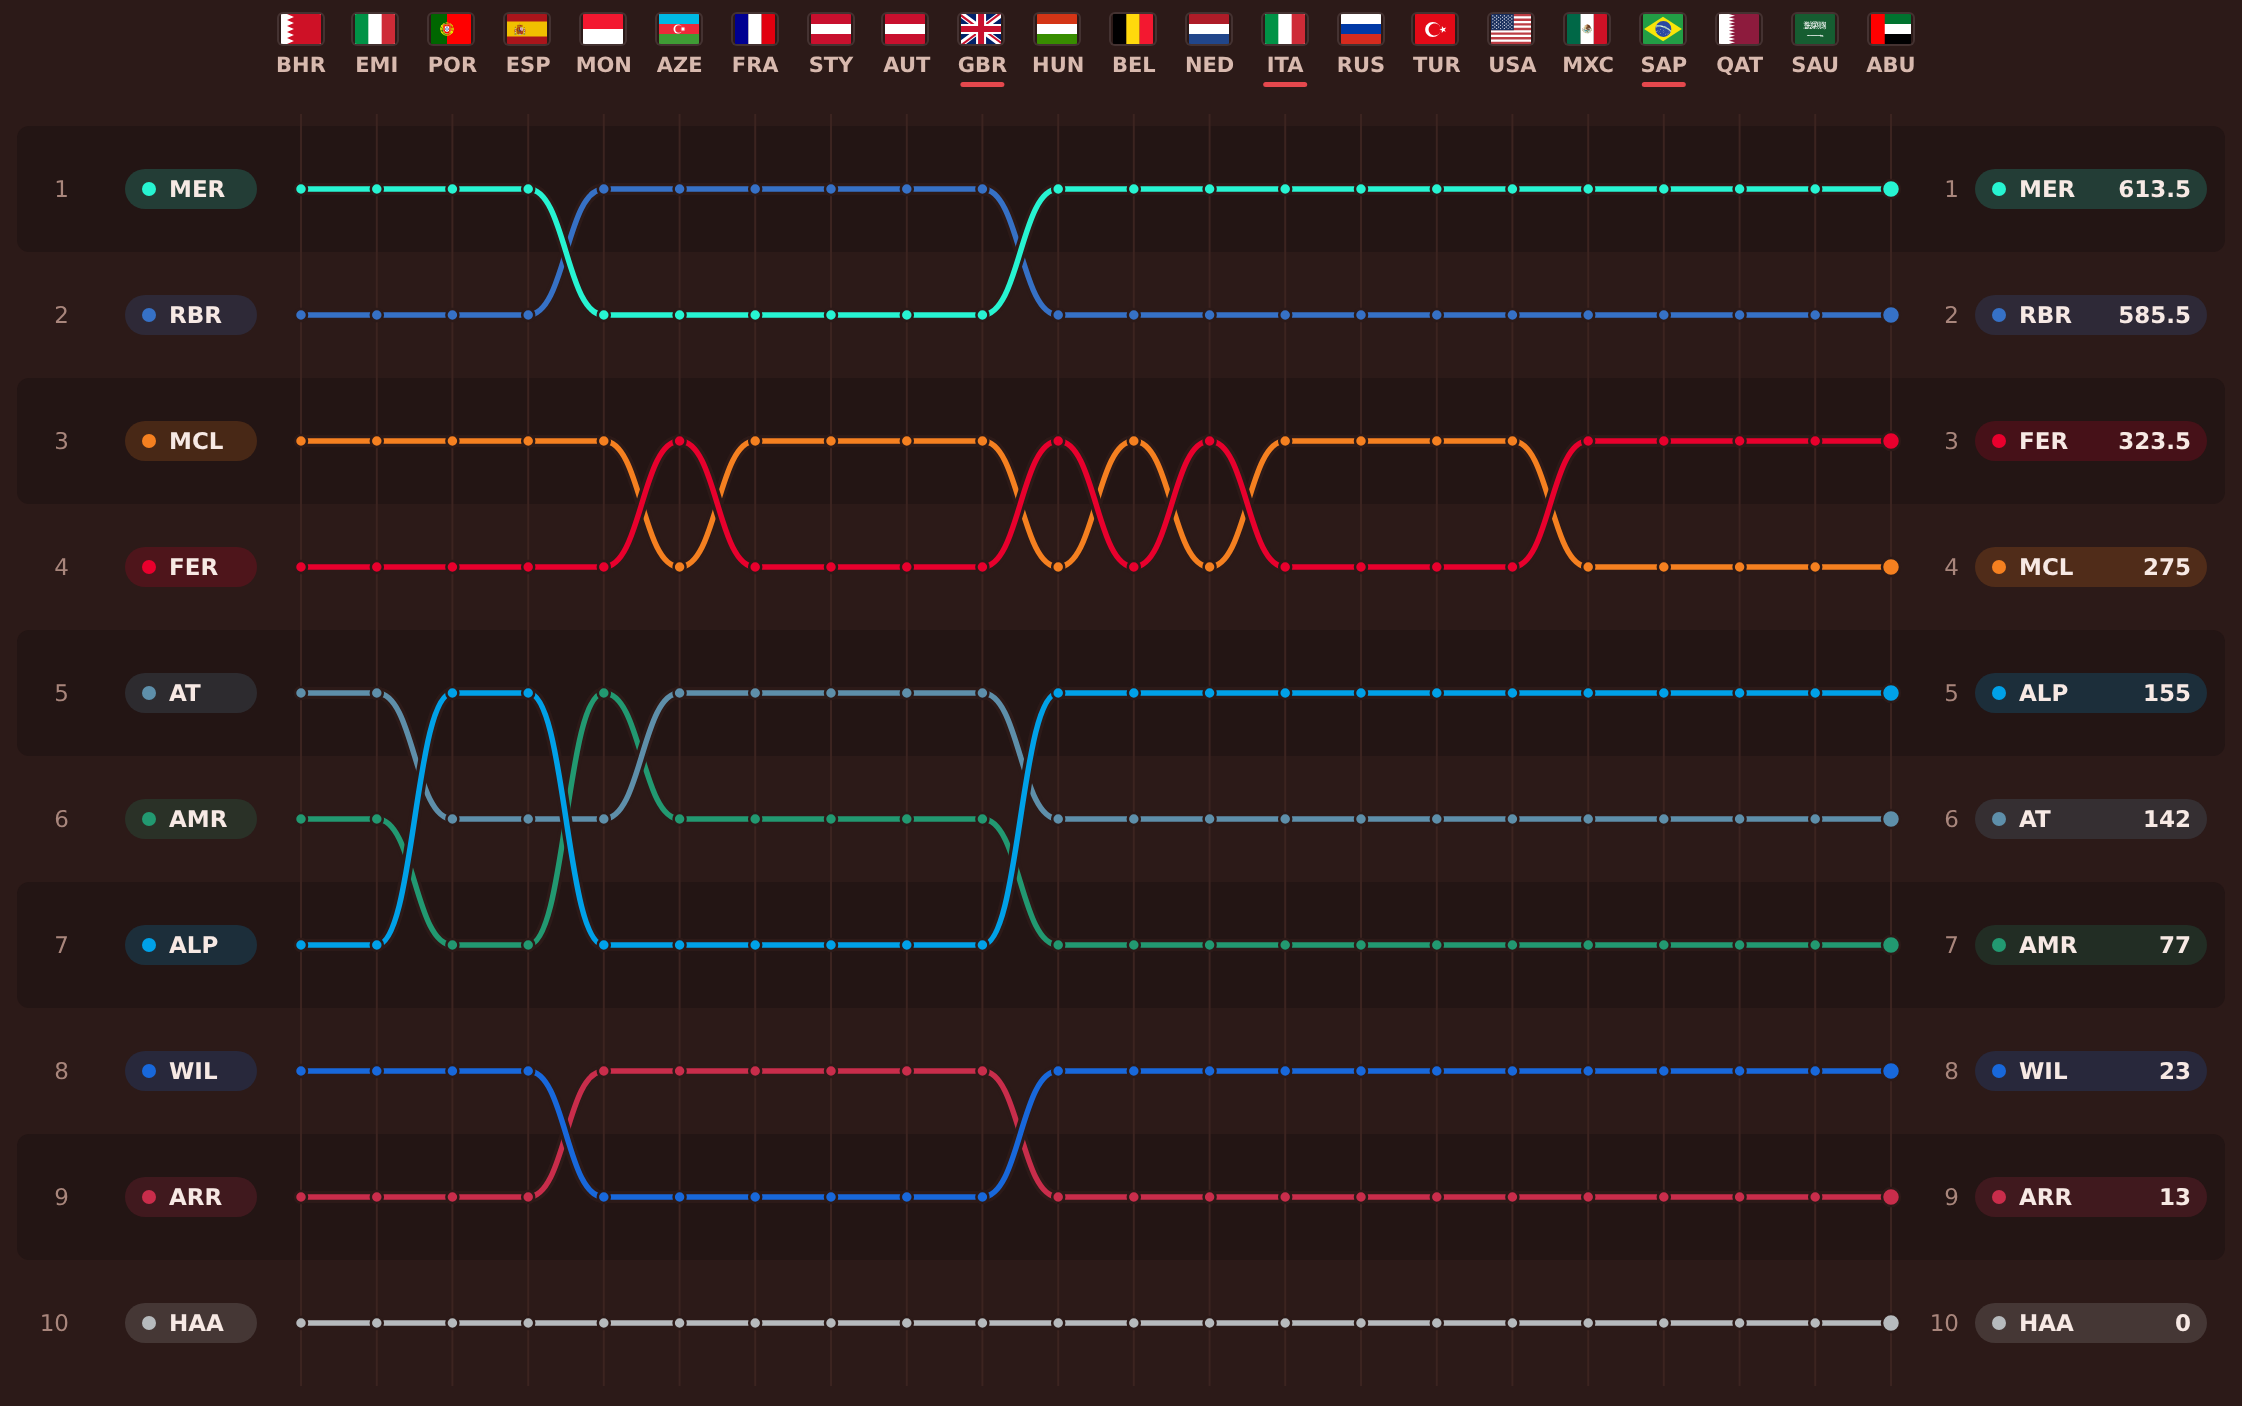 BHR EMI POR ESP MON AZE FRA STY AUT GBR HUN BEL NED ITA RUS TUR USA MXC SAP QAT SAU ABU
1 MER 1 MER 613.5
2 RBR 2 RBR 585.5
3 MCL 3 FER 323.5
4 FER 4 MCL 275
5 AT 5 ALP 155
6 AMR 6 AT 142
7 ALP 7 AMR 77
8 WIL 8 WIL 23
9 ARR 9 ARR 13
10 HAA 10 HAA 0